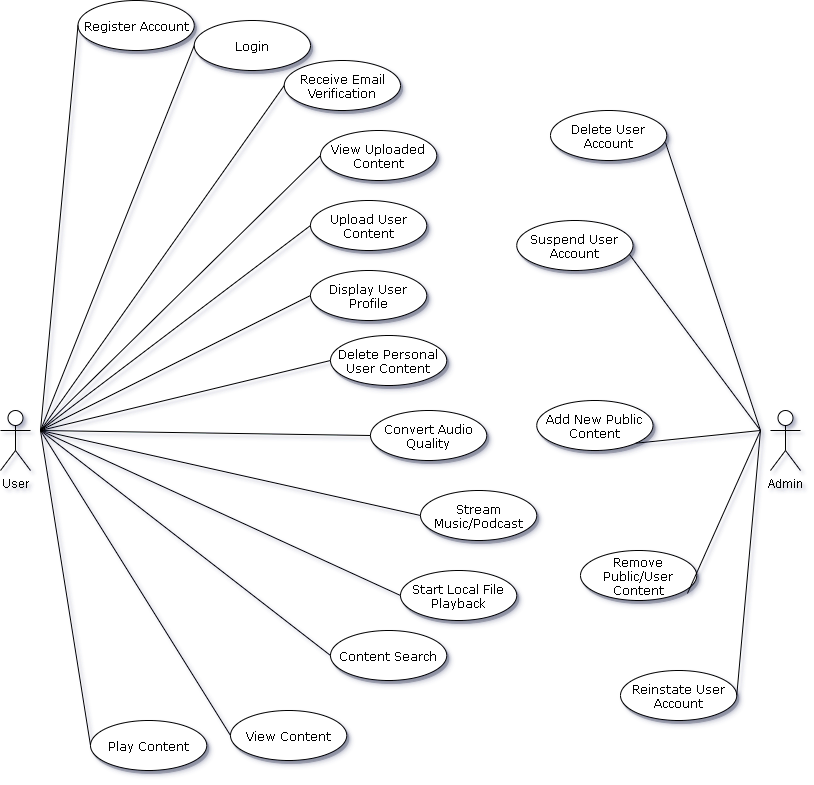 Register Account
Login
Receive Email
Verification
View Uploaded
Content
Upload User
Content
Display User
Profile
Delete Personal
User Content
Convert Audio
Quality
Stream
Music/Podcast
Start Local File
Playback
Content Search
View Content
Play Content
User
Delete User
Account
Suspend User
Account
Add New Public
Content
Remove
Public/User
Content
Reinstate User
Account
Admin